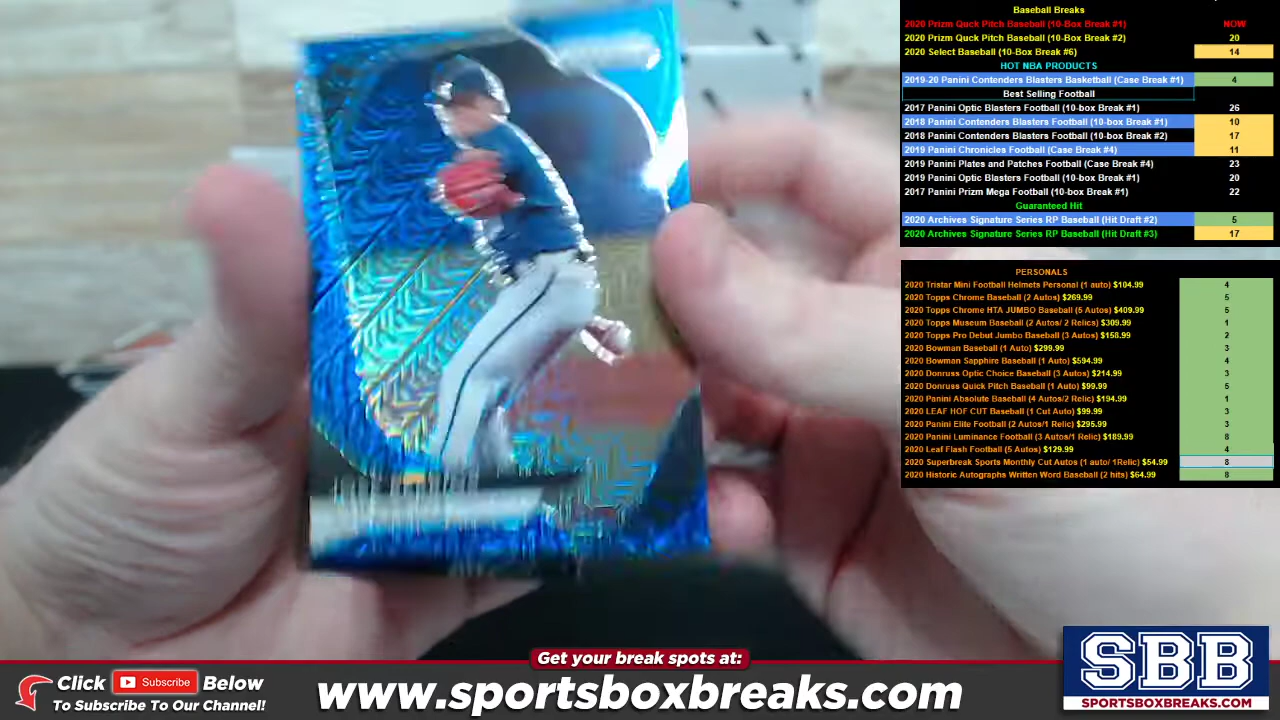 Baseball Breaks
2020 Prizm Quck Pitch Baseball (10-Box Break #1) NOW
2020 Prizm Quck Pitch Baseball (10-Box Break #2) 20
2020 Select Baseball (10-Box Break #6) 14
HOT NBA PRODUCTS
2019-20 Panini Contenders Blasters Basketball (Case Break #1) 4
Best Selling Football
2017 Panini Optic Blasters Football (10-box Break #1) 26
2018 Panini Contenders Blasters Football (10-box Break #1) 10
2018 Panini Contenders Blasters Football (10-box Break #2) 17
2019 Panini Chronicles Football (Case Break #4) 11
2019 Panini Plates and Patches Football (Case Break #4) 23
2019 Panini Optic Blasters Football (10-box Break #1) 20
2017 Panini Prizm Mega Football (10-box Break #1) 22
Guaranteed Hit
2020 Archives Signature Series RP Baseball (Hit Draft #2) 5
2020 Archives Signature Series RP Baseball (Hit Draft #3) 17
PERSONALS
2020 Tristar Mini Football Helmets Personal (1 auto) $104.99 4
2020 Topps Chrome Baseball (2 Autos) $269.99 5
2020 Topps Chrome HTA JUMBO Baseball (5 Autos) $409.99 5
2020 Topps Museum Baseball (2 Autos/ 2 Relics) $309.99 1
2020 Topps Pro Debut Jumbo Baseball (3 Autos) $158.99 2
2020 Bowman Baseball (1 Auto) $299.99 3
2020 Bowman Sapphire Baseball (1 Auto) $594.99 4
2020 Donruss Optic Choice Baseball (3 Autos) $214.99 3
2020 Donruss Quick Pitch Baseball (1 Auto) $99.99 5
2020 Panini Absolute Baseball (4 Autos/2 Relic) $194.99 1
2020 LEAF HOF CUT Baseball (1 Cut Auto) $99.99 3
2020 Panini Elite Football (2 Autos/1 Relic) $295.99 3
2020 Panini Luminance Football (3 Autos/1 Relic) $189.99 8
2020 Leaf Flash Football (5 Autos) $129.99 4
2020 Superbreak Sports Monthly Cut Autos (1 auto/ 1Relic) $54.99 8
2020 Historic Autographs Written Word Baseball (2 hits) $64.99 8
Get your break spots at:
Click Subscribe Below
To Subscribe To Our Channel!
www.sportsboxbreaks.com
SBB
SPORTSBOXBREAKS.COM